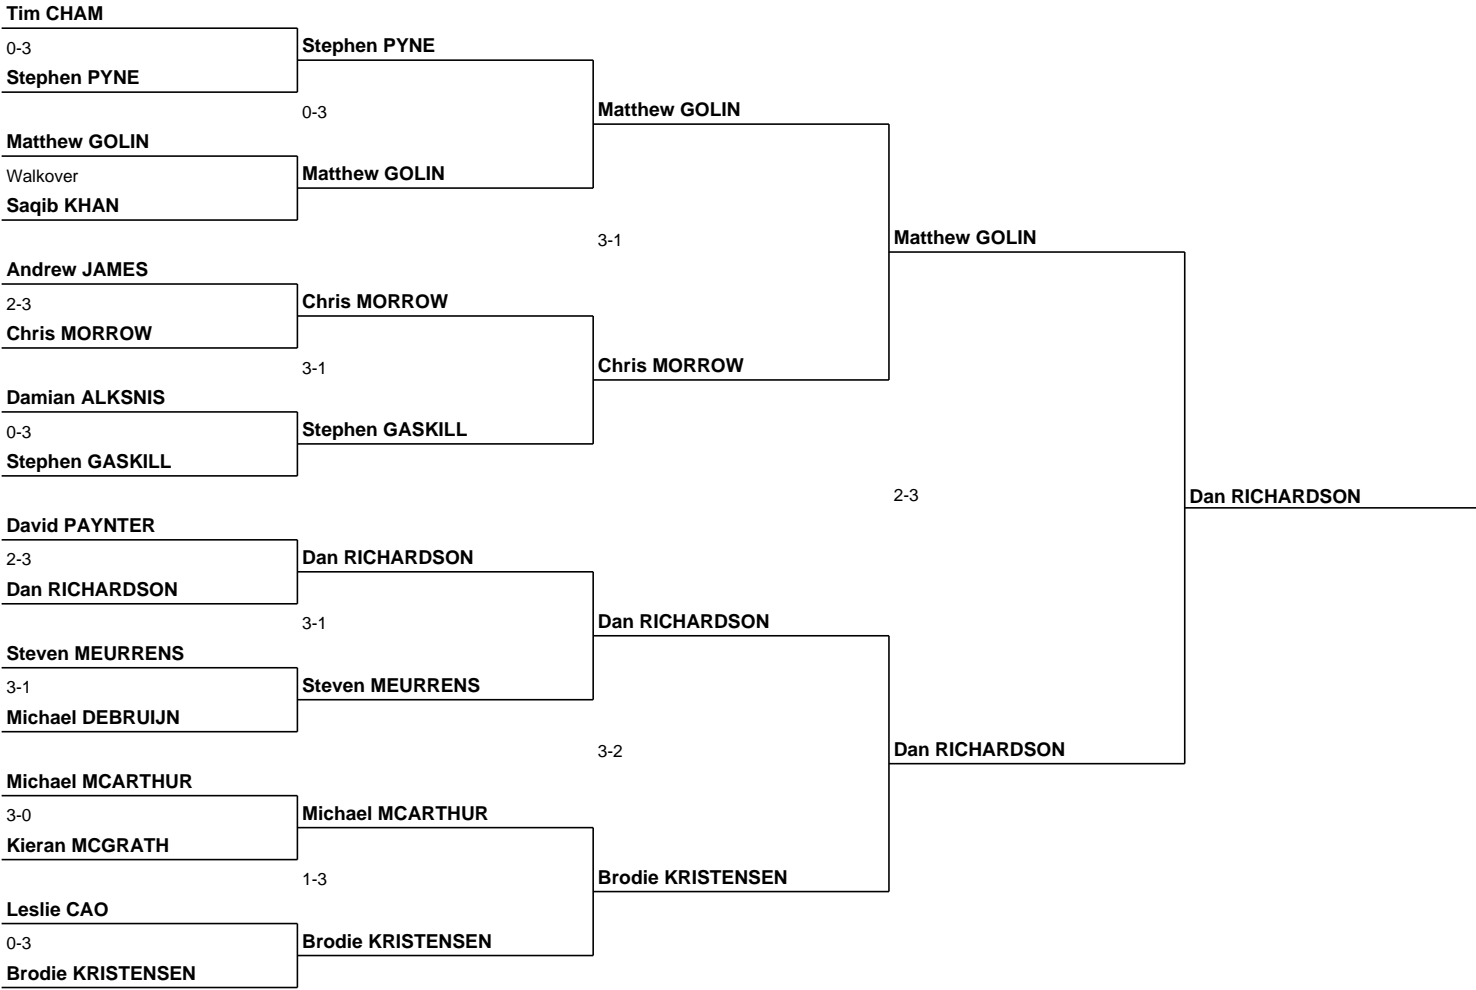 Tim CHAM
0-3
Stephen PYNE
Matthew GOLIN
Walkover
Saqib KHAN
Andrew JAMES
2-3
Chris MORROW
Damian ALKSNIS
0-3
Stephen GASKILL
David PAYNTER
2-3
Dan RICHARDSON
Steven MEURRENS
3-1
Michael DEBRUIJN
Michael MCARTHUR
3-0
Kieran MCGRATH
Leslie CAO
0-3
Brodie KRISTENSEN
Stephen PYNE
0-3
Matthew GOLIN
Chris MORROW
3-1
Stephen GASKILL
Dan RICHARDSON
3-1
Steven MEURRENS
Michael MCARTHUR
1-3
Brodie KRISTENSEN
Matthew GOLIN
3-1
Chris MORROW
Dan RICHARDSON
3-2
Brodie KRISTENSEN
Matthew GOLIN
2-3
Dan RICHARDSON
Dan RICHARDSON